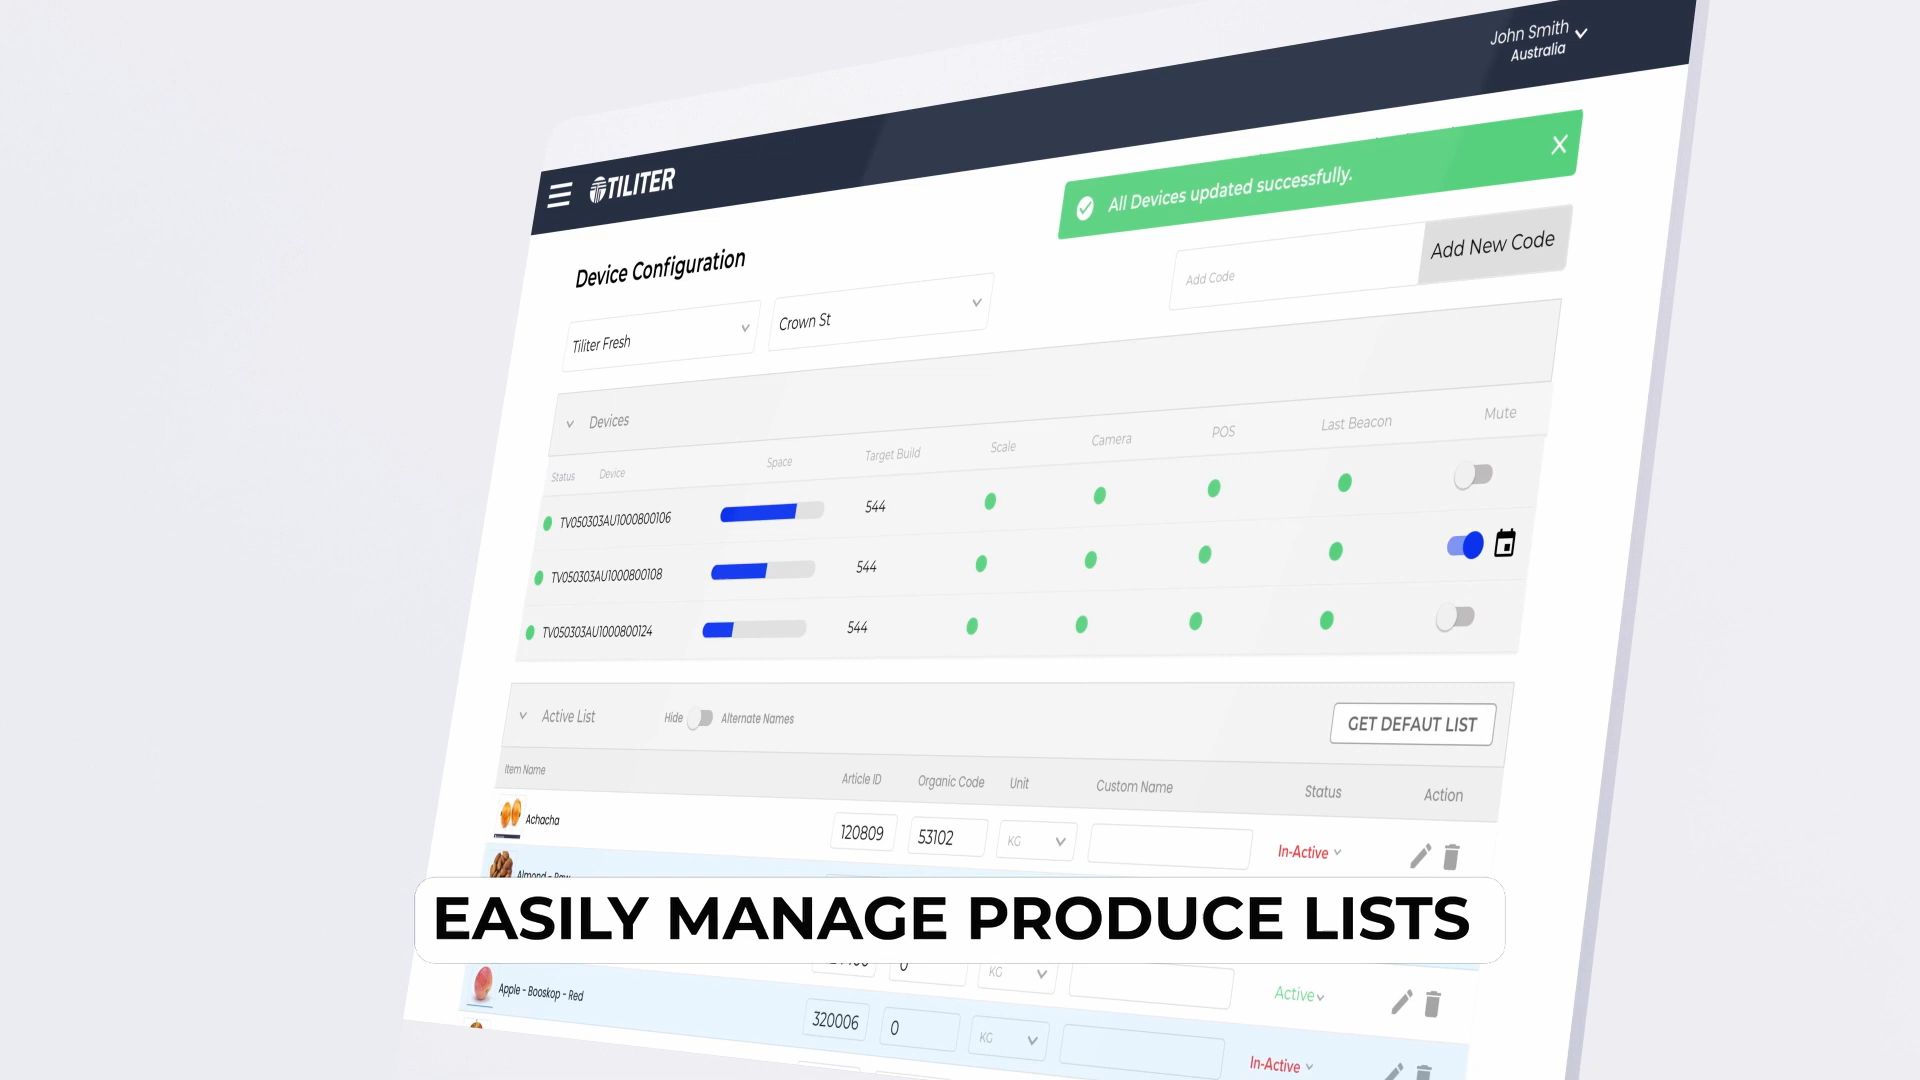 John Smith
Australia
TILITER
All Devices updated successfully.
Device Configuration
Add Code
Add New Code
Tiliter Fresh
Crown St
Devices
Status Device Space Target Build Scale Camera POS Last Beacon Mute
TV050303AU1000800106 544
TV050303AU1000800108 544
TV050303AU1000800124 544
Active List Hide Alternate Names GET DEFAUT LIST
Item Name Article ID Organic Code Unit Custom Name Status Action
Achacha 120809 53102 KG In-Active
Almond - Raw
EASILY MANAGE PRODUCE LISTS
0 KG Active
Apple - Booskop - Red 320006 0 KG In-Active